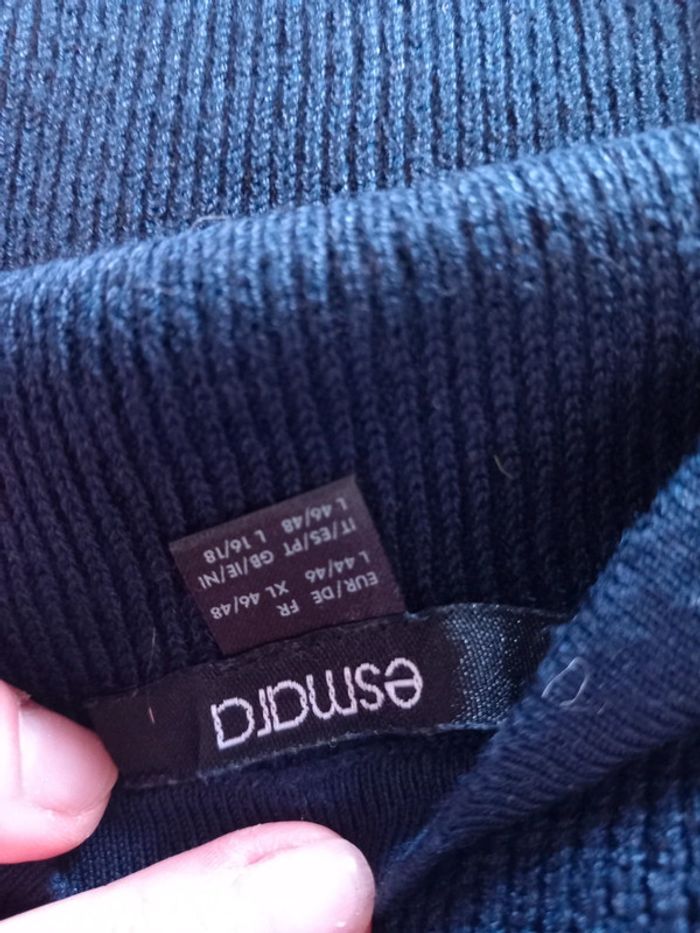 esmara
EUR/DE FR
L 44/46 XL 46/48
IT/ES/PT GB/IE/NI
L 46/48 L 16/18